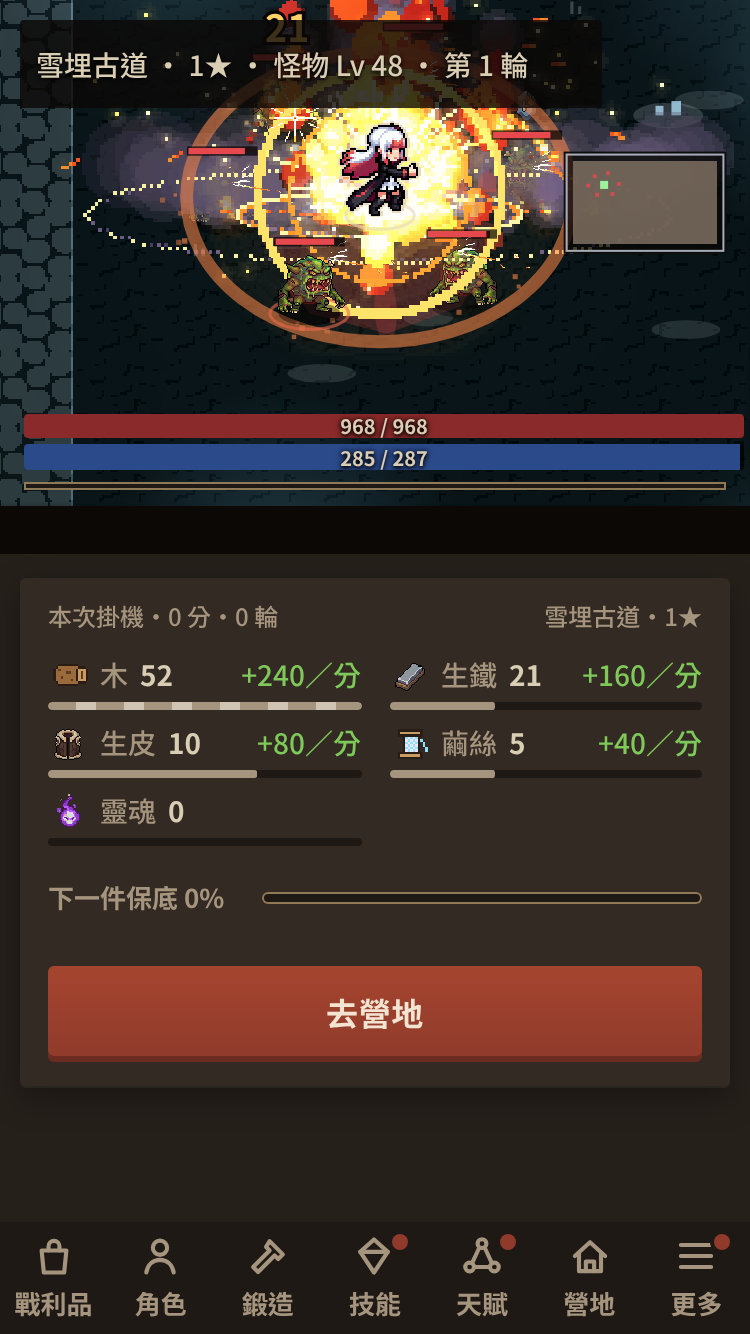 21
雪埋古道 • 1★ • 怪物 Lv 48 • 第 1 輪
968 / 968
285 / 287
本次掛機•0 分•0 輪
雪埋古道•1★
木 52 +240／分
生鐵 21 +160／分
生皮 10 +80／分
繭絲 5 +40／分
靈魂 0
下一件保底 0%
去營地
戰利品
角色
鍛造
技能
天賦
營地
更多